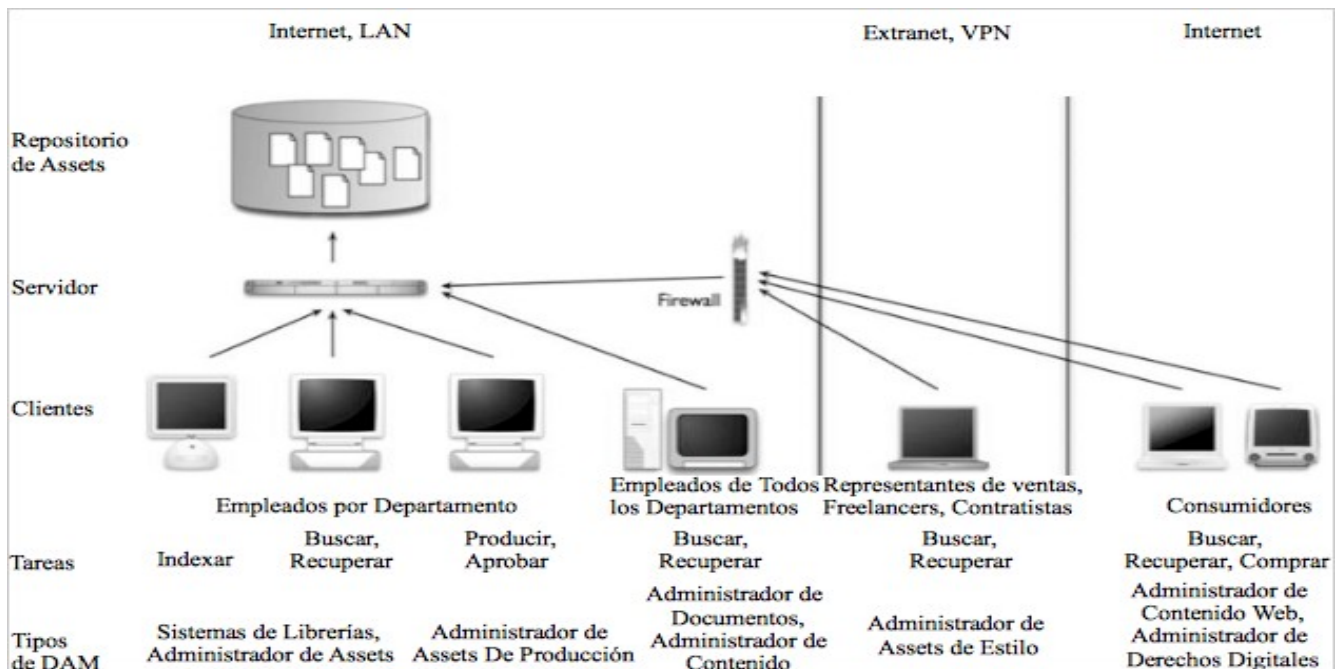 Internet, LAN
Extranet, VPN
Internet
Repositorio
de Assets
Servidor
Firewall
Clientes
Empleados por Departamento
Empleados de Todos
los Departamentos
Representantes de ventas,
Freelancers, Contratistas
Consumidores
Tareas
Indexar
Buscar,
Recuperar
Producir,
Aprobar
Buscar,
Recuperar
Buscar,
Recuperar
Buscar,
Recuperar, Comprar
Tipos
de DAM
Sistemas de Librerías,
Administrador de Assets
Administrador de
Assets De Producción
Administrador de
Documentos,
Administrador de
Contenido
Administrador de
Assets de Estilo
Administrador de
Contenido Web,
Administrador de
Derechos Digitales